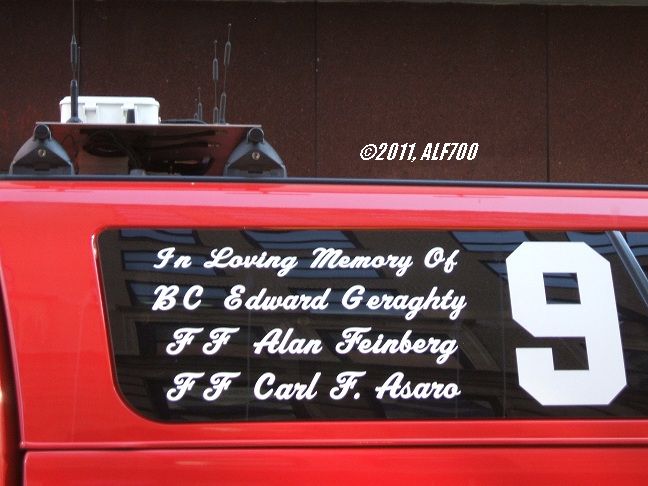 ©2011, ALF700
In Loving Memory Of
BC Edward Geraghty
FF Alan Feinberg
FF Carl F. Asaro
9